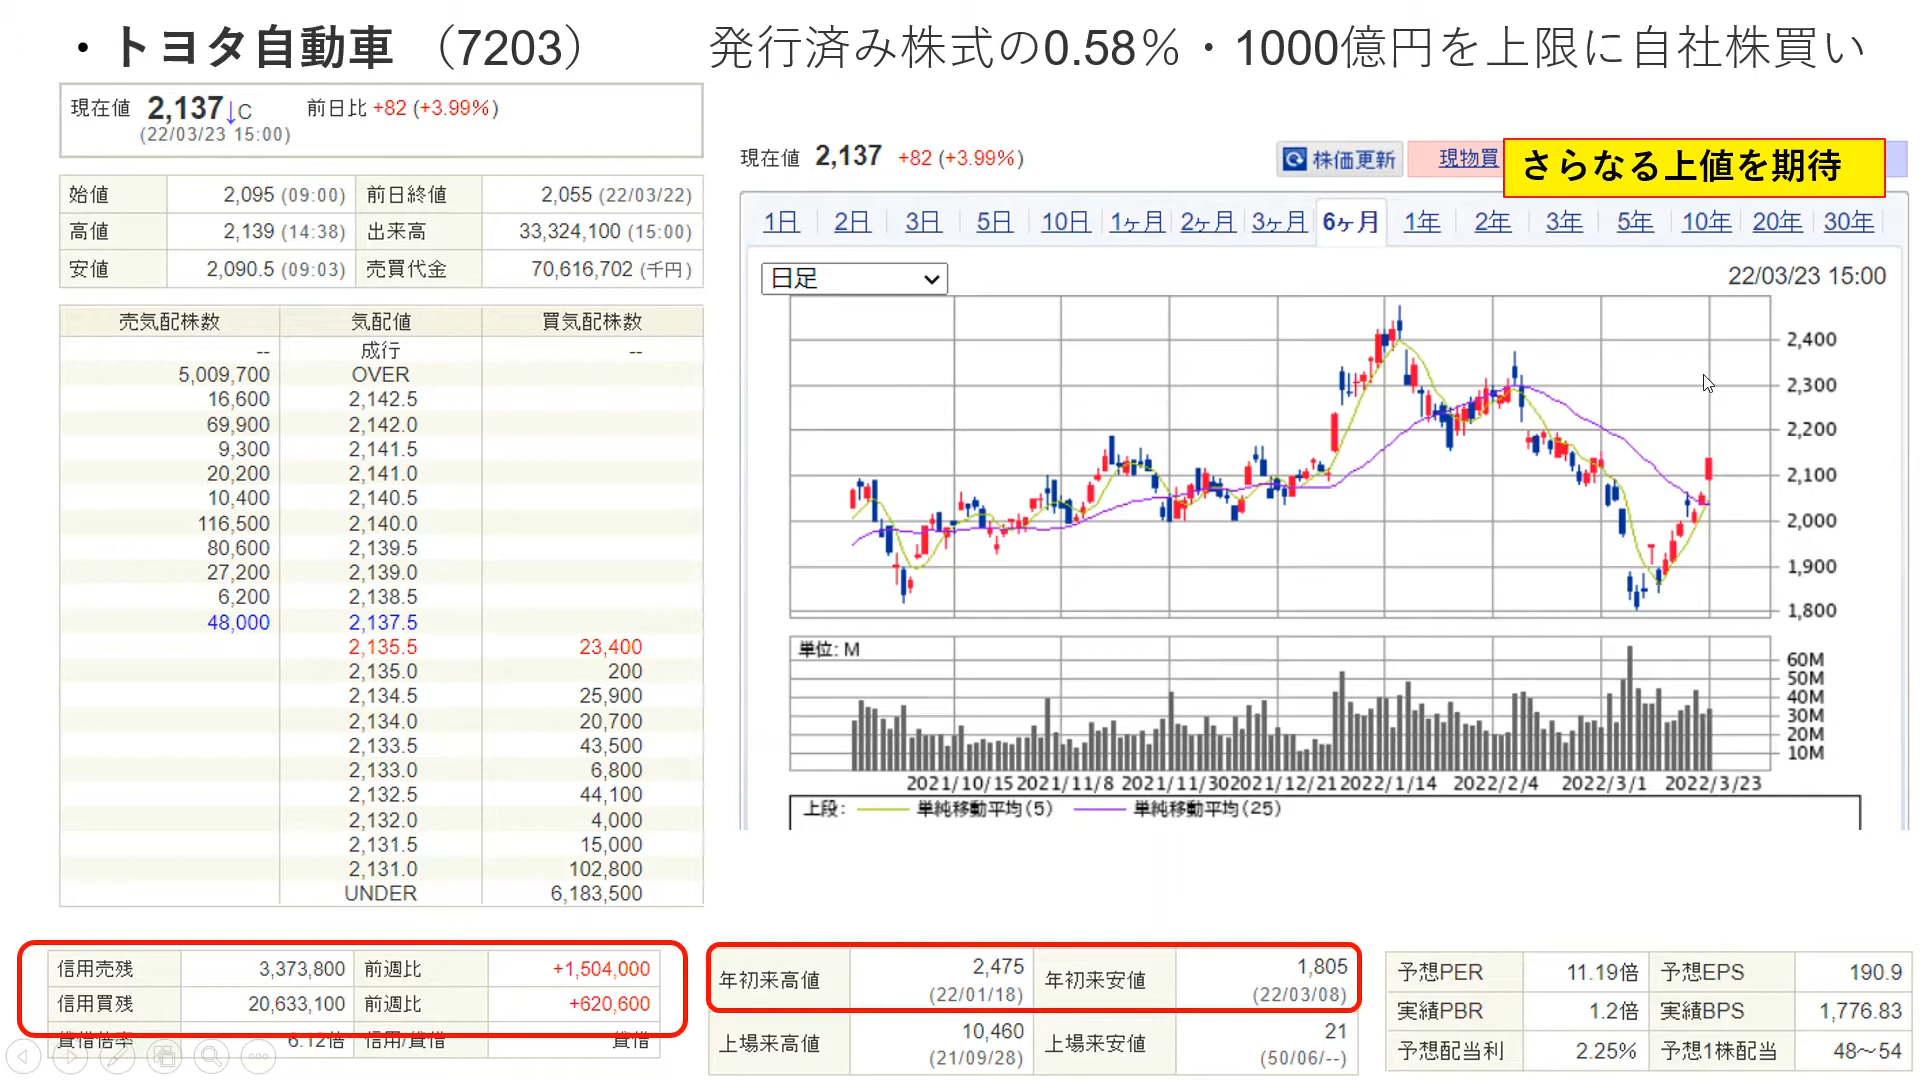 ・トヨタ自動車 （7203） 発行済み株式の0.58%・1000億円を上限に自社株買い
現在値 2,137↓C 前日比 +82 (+3.99%)
(22/03/23 15:00)
始値 2,095 (09:00) 前日終値 2,055 (22/03/22)
高値 2,139 (14:38) 出来高 33,324,100 (15:00)
安値 2,090.5 (09:03) 売買代金 70,616,702 (千円)
売気配株数 気配値 買気配株数
-- 成行 --
5,009,700 OVER
16,600 2,142.5
69,900 2,142.0
9,300 2,141.5
20,200 2,141.0
10,400 2,140.5
116,500 2,140.0
80,600 2,139.5
27,200 2,139.0
6,200 2,138.5
48,000 2,137.5
2,135.5 23,400
2,135.0 200
2,134.5 25,900
2,134.0 20,700
2,133.5 43,500
2,133.0 6,800
2,132.5 44,100
2,132.0 4,000
2,131.5 15,000
2,131.0 102,800
UNDER 6,183,500
現在値 2,137 +82 (+3.99%) 株価更新 現物買 さらなる上値を期待
1日 2日 3日 5日 10日 1ヶ月 2ヶ月 3ヶ月 6ヶ月 1年 2年 3年 5年 10年 20年 30年
日足 22/03/23 15:00
2,400
2,300
2,200
2,100
2,000
1,900
1,800
単位: M
60M
50M
40M
30M
20M
10M
2021/10/15 2021/11/8 2021/11/30 2021/12/21 2022/1/14 2022/2/4 2022/3/1 2022/3/23
上段: 単純移動平均(5) 単純移動平均(25)
信用売残 3,373,800 前週比 +1,504,000
信用買残 20,633,100 前週比 +620,600
貸借倍率 6.12倍 信用/貸借 貸借
年初来高値 2,475 (22/01/18) 年初来安値 1,805 (22/03/08)
上場来高値 10,460 (21/09/28) 上場来安値 21 (50/06/--)
予想PER 11.19倍 予想EPS 190.9
実績PBR 1.2倍 実績BPS 1,776.83
予想配当利 2.25% 予想1株配当 48～54